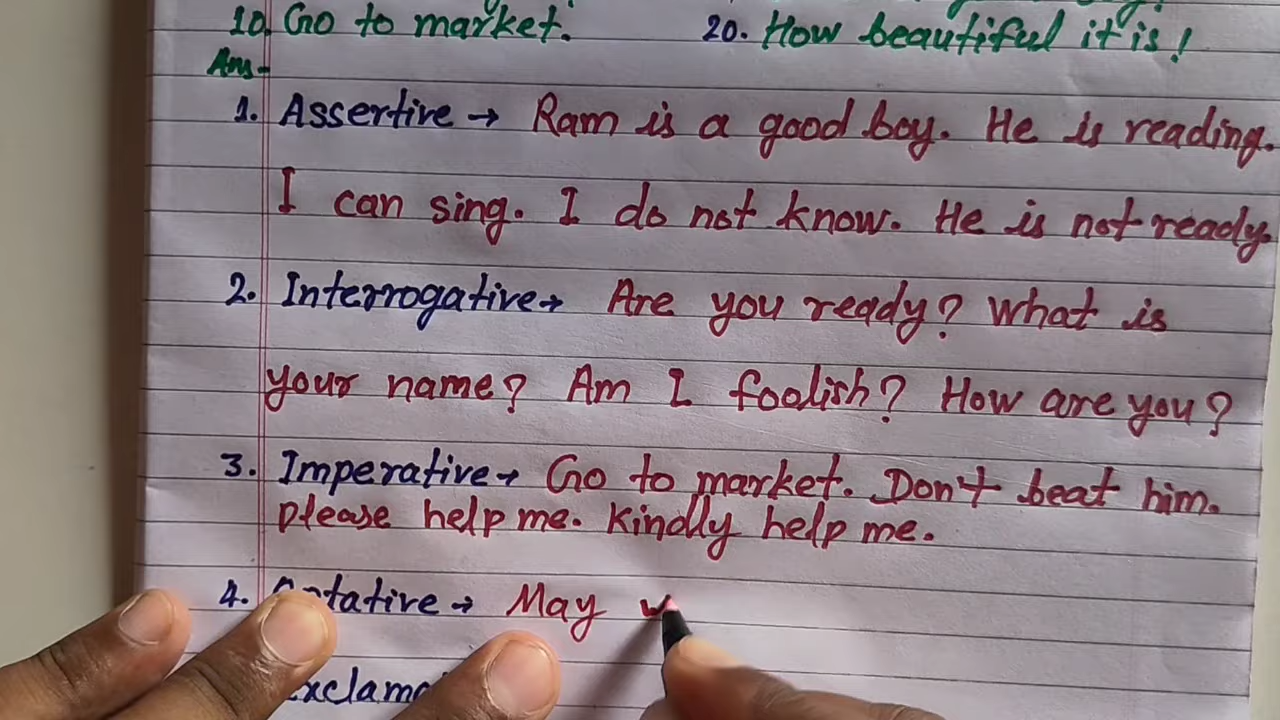 10. Go to market.
20. How beautiful it is!
Ans-
1. Assertive → Ram is a good boy. He is reading.
I can sing. I do not know. He is not ready.
2. Interrogative→ Are you ready? What is
your name? Am I foolish? How are you?
3. Imperative→ Go to market. Don't beat him.
please help me. Kindly help me.
4. Optative → May